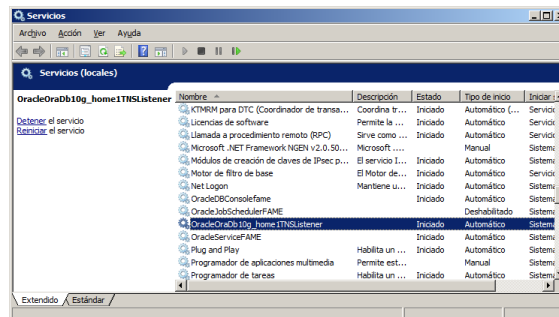 Servicios
Archivo Acción Ver Ayuda
Servicios (locales)
OracleOraDb10g_home1TNSListener
Detener el servicio
Reiniciar el servicio
Nombre Descripción Estado Tipo de inicio Iniciar
KTMRM para DTC (Coordinador de transa... Coordina tr... Iniciado Automático (... Servicio
Licencias de software Permite la ... Iniciado Automático Servicio
Llamada a procedimiento remoto (RPC) Sirve como ... Iniciado Automático Servicio
Microsoft .NET Framework NGEN v2.0.50... Microsoft .... Manual Sistema
Módulos de creación de claves de IPsec p... El servicio I... Iniciado Automático Sistema
Motor de filtro de base El Motor de... Iniciado Automático Servicio
Net Logon Mantiene u... Iniciado Automático Sistema
OracleDBConsolefame Iniciado Automático Sistema
OracleJobSchedulerFAME Deshabilitado Sistema
OracleOraDb10g_home1TNSListener Iniciado Automático Sistema
OracleServiceFAME Iniciado Automático Sistema
Plug and Play Habilita un ... Iniciado Automático Sistema
Programador de aplicaciones multimedia Permite est... Manual Sistema
Programador de tareas Habilita un ... Iniciado Automático Sistema
Extendido Estándar